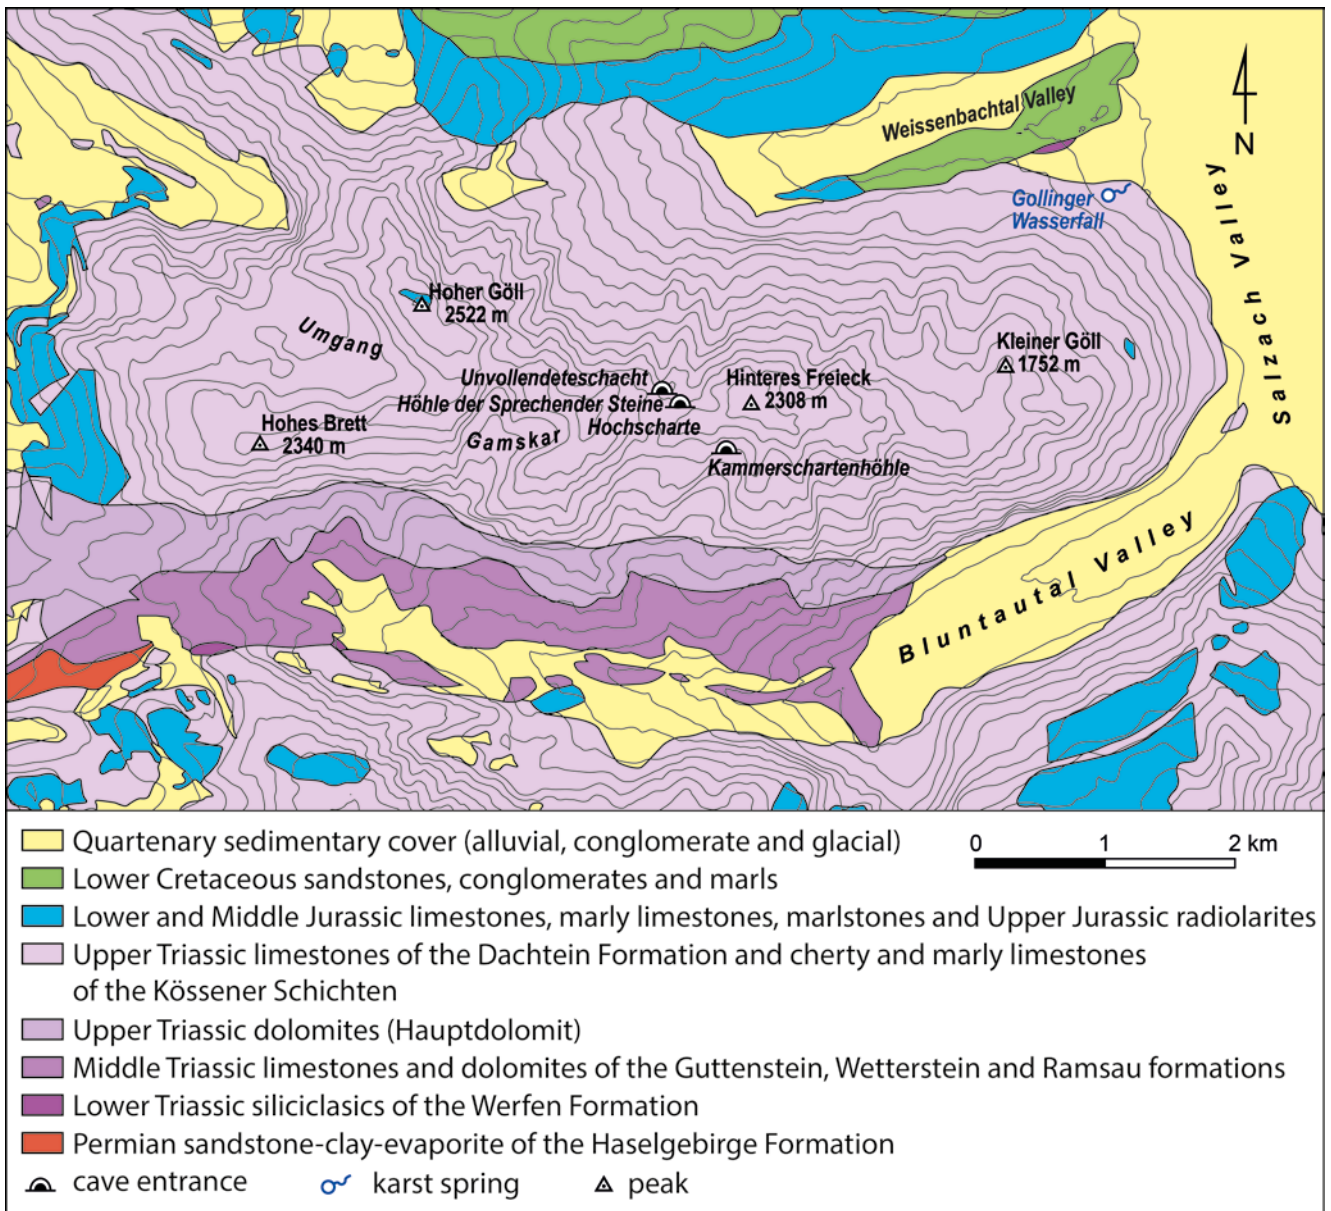 Weissenbachtal Valley
N
Gollinger
Wasserfall
Salzach Valley
Hoher Göll
2522 m
Umgang
Kleiner Göll
1752 m
Unvollendeteschacht
Hinteres Freieck
2308 m
Höhle der Sprechender Steine
Hochscharte
Hohes Brett
2340 m
Gamskar
Kammerschartenhöhle
Bluntautal Valley
Quartenary sedimentary cover (alluvial, conglomerate and glacial)
0 1 2 km
Lower Cretaceous sandstones, conglomerates and marls
Lower and Middle Jurassic limestones, marly limestones, marlstones and Upper Jurassic radiolarites
Upper Triassic limestones of the Dachtein Formation and cherty and marly limestones
of the Kössener Schichten
Upper Triassic dolomites (Hauptdolomit)
Middle Triassic limestones and dolomites of the Guttenstein, Wetterstein and Ramsau formations
Lower Triassic siliciclasics of the Werfen Formation
Permian sandstone-clay-evaporite of the Haselgebirge Formation
cave entrance karst spring peak